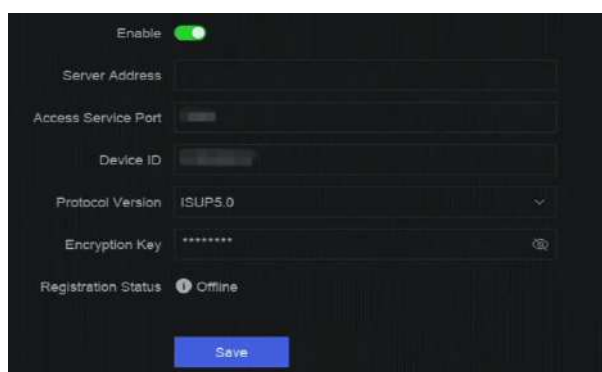 Enable
Server Address
Access Service Port
Device ID
Protocol Version ISUP5.0
Encryption Key ********
Registration Status Offline
Save